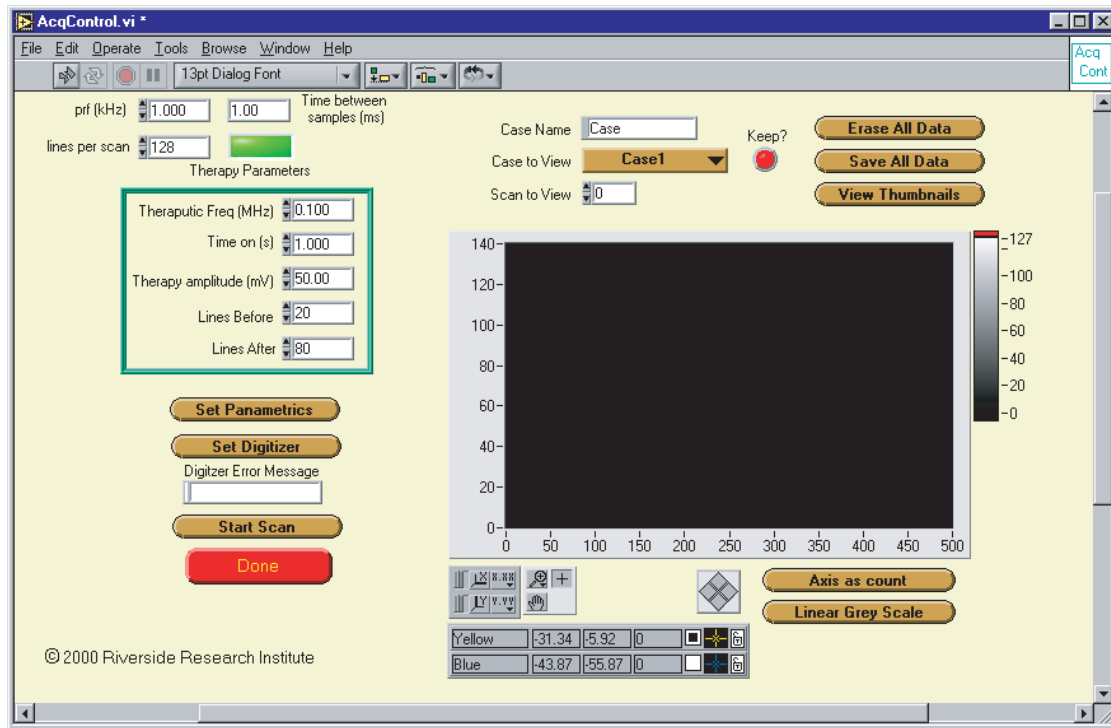 AcqControl.vi *
File Edit Operate Tools Browse Window Help
Acq
Cont
13pt Dialog Font
prf (kHz) 1.000 1.00 Time between
samples (ms)
lines per scan 128
Therapy Parameters
Theraputic Freq (MHz) 0.100
Time on (s) 1.000
Therapy amplitude (mV) 50.00
Lines Before 20
Lines After 80
Set Panametrics
Set Digitizer
Digitzer Error Message
Start Scan
Done
© 2000 Riverside Research Institute
Case Name Case
Case to View Case1
Scan to View 0
Keep?
Erase All Data
Save All Data
View Thumbnails
140
120
100
80
60
40
20
0
0 50 100 150 200 250 300 350 400 450 500
127
100
80
60
40
20
0
X X.XX
Y Y.YY
Axis as count
Linear Grey Scale
Yellow -31.34 -5.92 0
Blue -43.87 -55.87 0